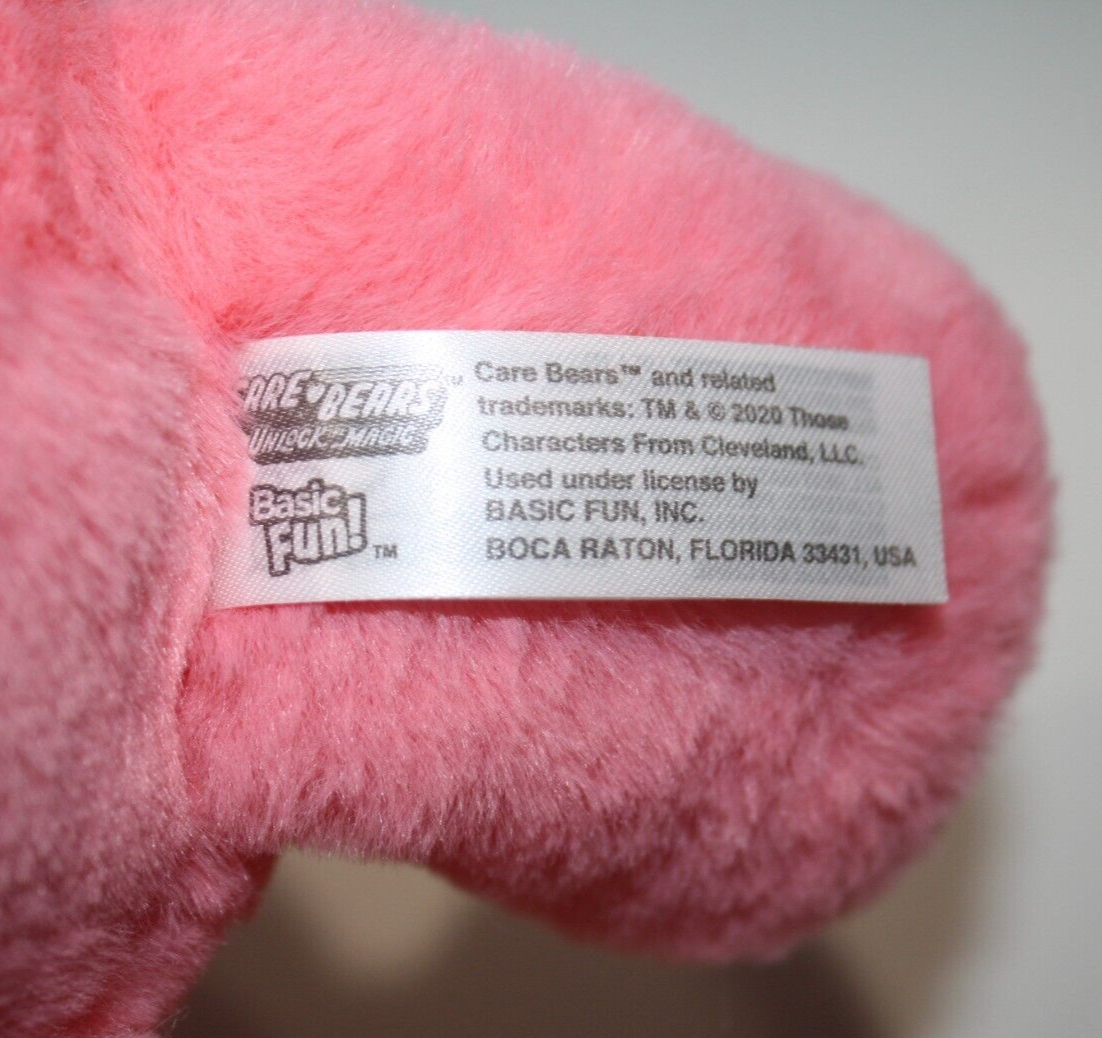 CARE BEARS™
UNLOCK THE MAGIC
Basic
Fun!™
Care Bears™ and related
trademarks: TM & © 2020 Those
Characters From Cleveland, LLC.
Used under license by
BASIC FUN, INC.
BOCA RATON, FLORIDA 33431, USA